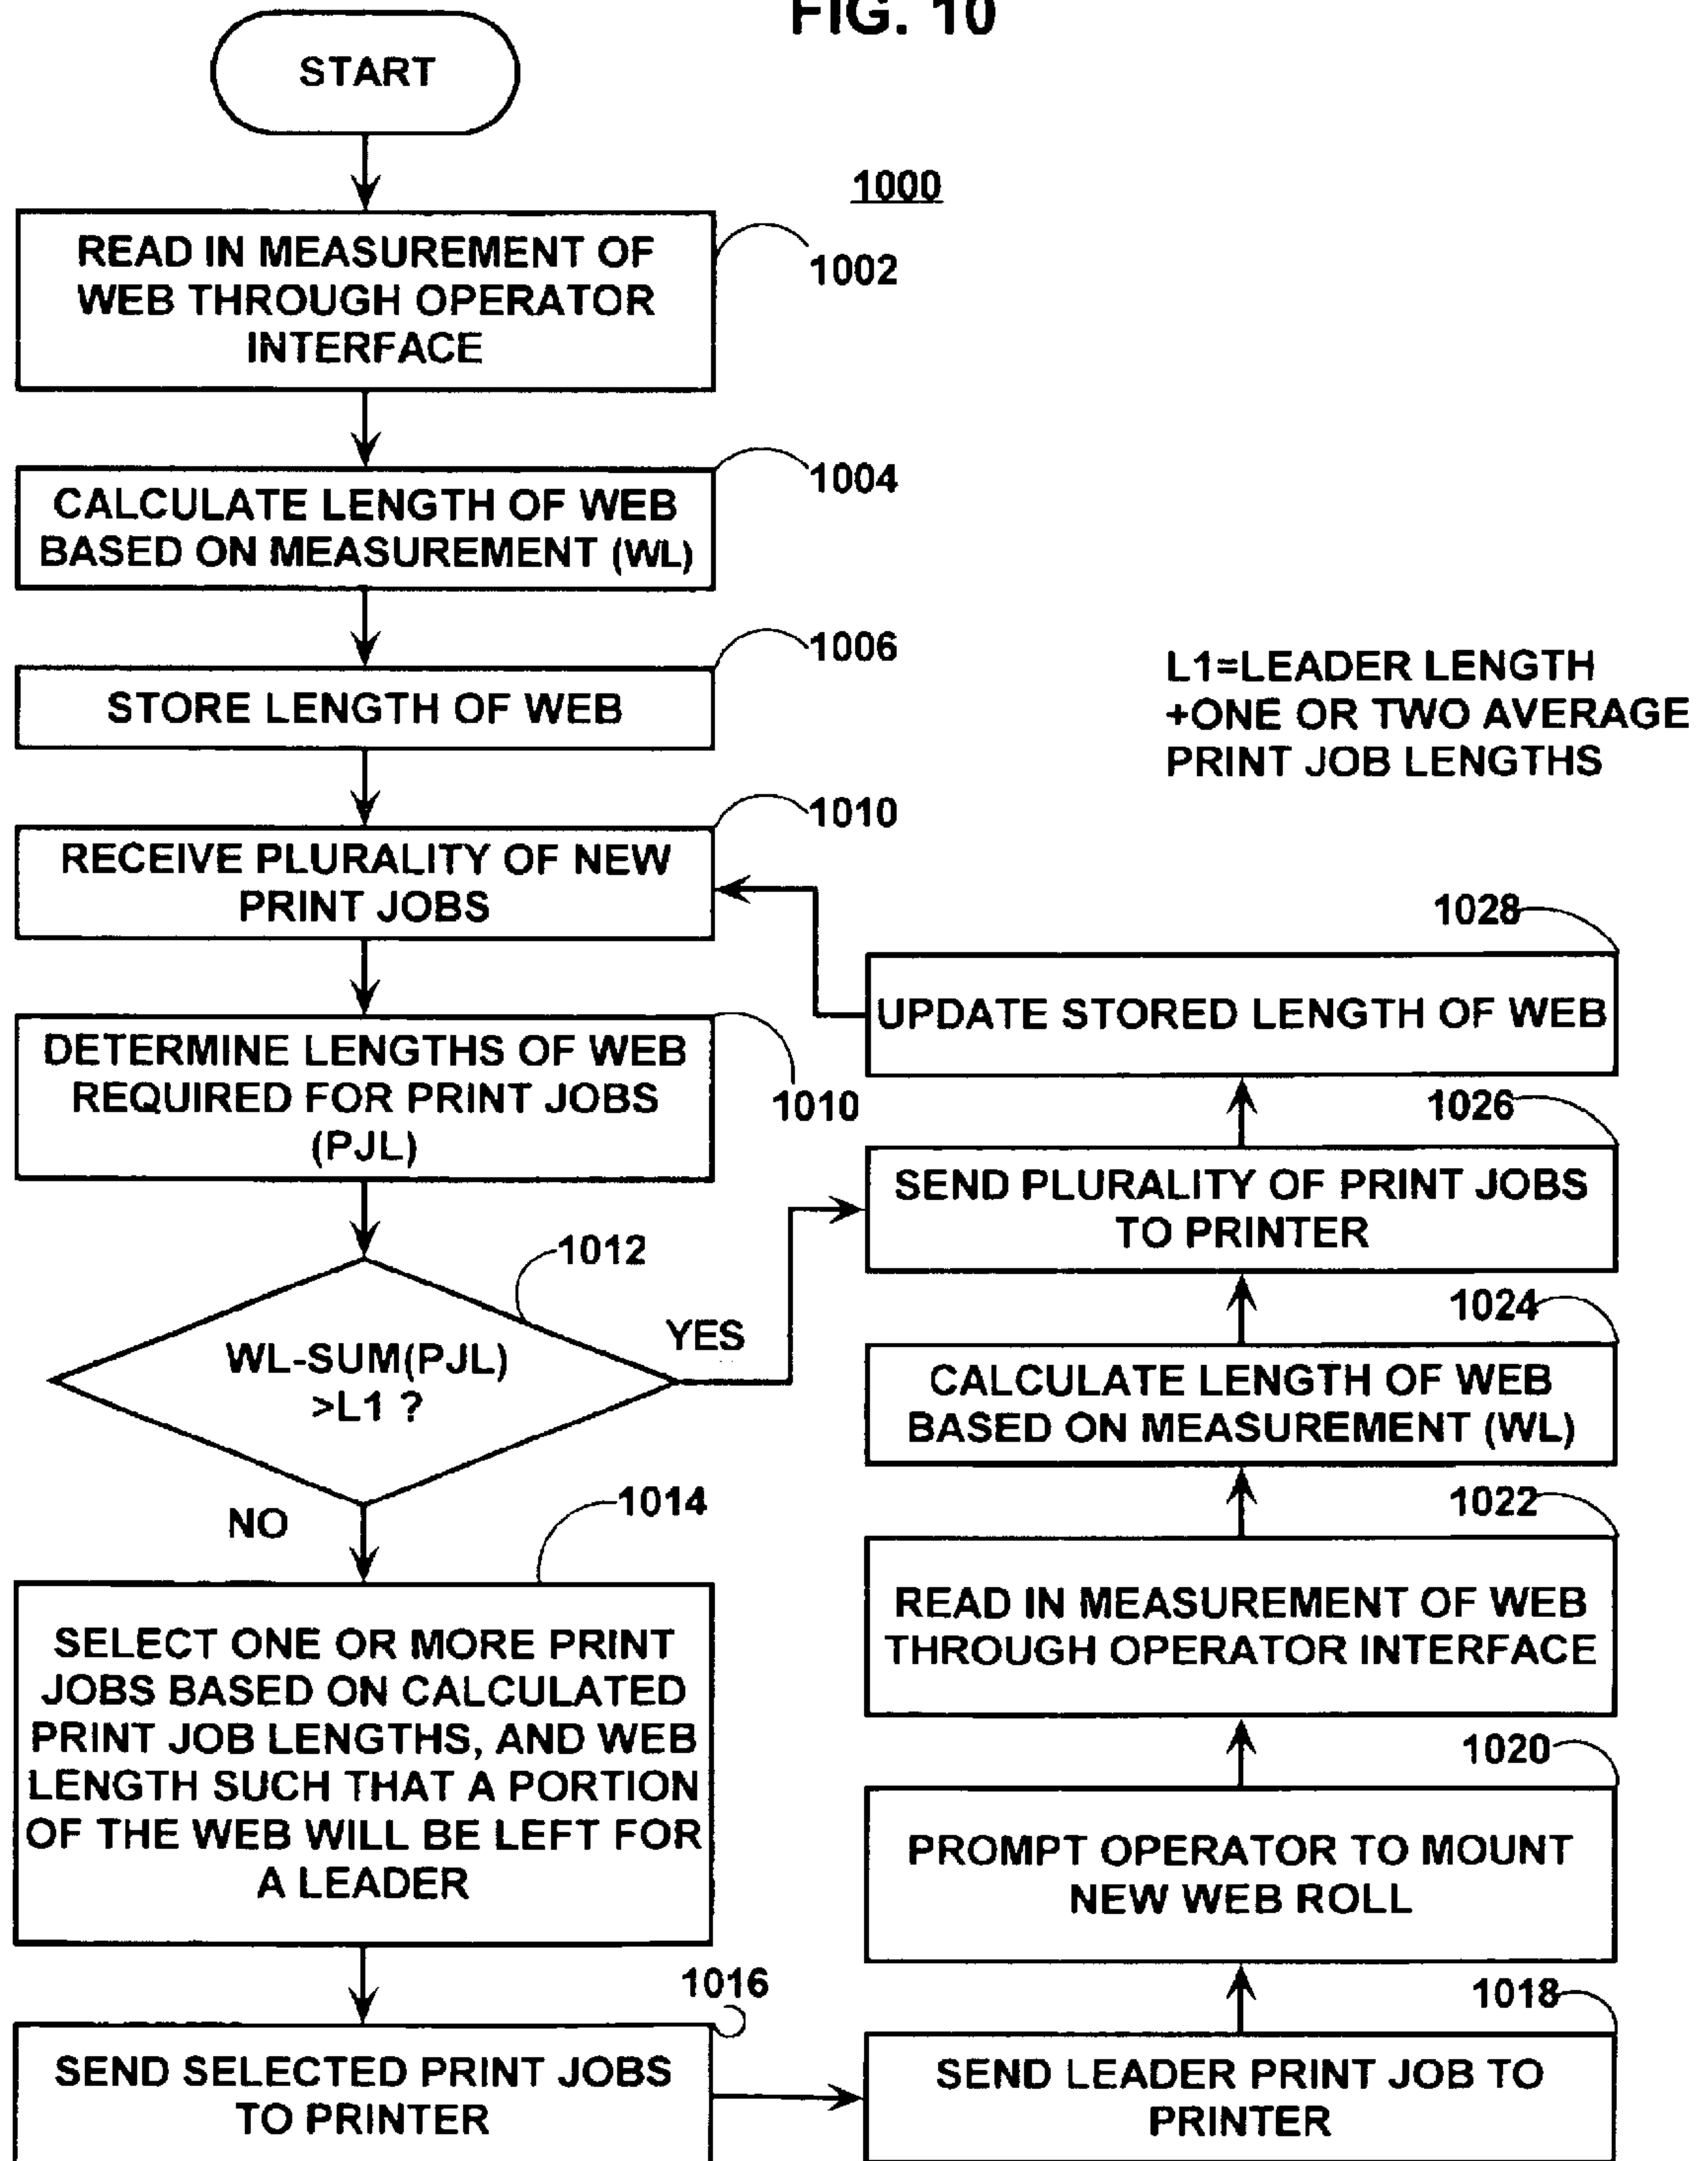 FIG. 10
START
1000
READ IN MEASUREMENT OF
WEB THROUGH OPERATOR
INTERFACE
1002
CALCULATE LENGTH OF WEB
BASED ON MEASUREMENT (WL)
1004
STORE LENGTH OF WEB
1006
L1=LEADER LENGTH
+ONE OR TWO AVERAGE
PRINT JOB LENGTHS
RECEIVE PLURALITY OF NEW
PRINT JOBS
1010
DETERMINE LENGTHS OF WEB
REQUIRED FOR PRINT JOBS
(PJL)
1010
WL-SUM(PJL)
>L1 ?
1012
YES
NO
SELECT ONE OR MORE PRINT
JOBS BASED ON CALCULATED
PRINT JOB LENGTHS, AND WEB
LENGTH SUCH THAT A PORTION
OF THE WEB WILL BE LEFT FOR
A LEADER
1014
SEND SELECTED PRINT JOBS
TO PRINTER
1016
1028
UPDATE STORED LENGTH OF WEB
1026
SEND PLURALITY OF PRINT JOBS
TO PRINTER
1024
CALCULATE LENGTH OF WEB
BASED ON MEASUREMENT (WL)
1022
READ IN MEASUREMENT OF WEB
THROUGH OPERATOR INTERFACE
1020
PROMPT OPERATOR TO MOUNT
NEW WEB ROLL
1018
SEND LEADER PRINT JOB TO
PRINTER